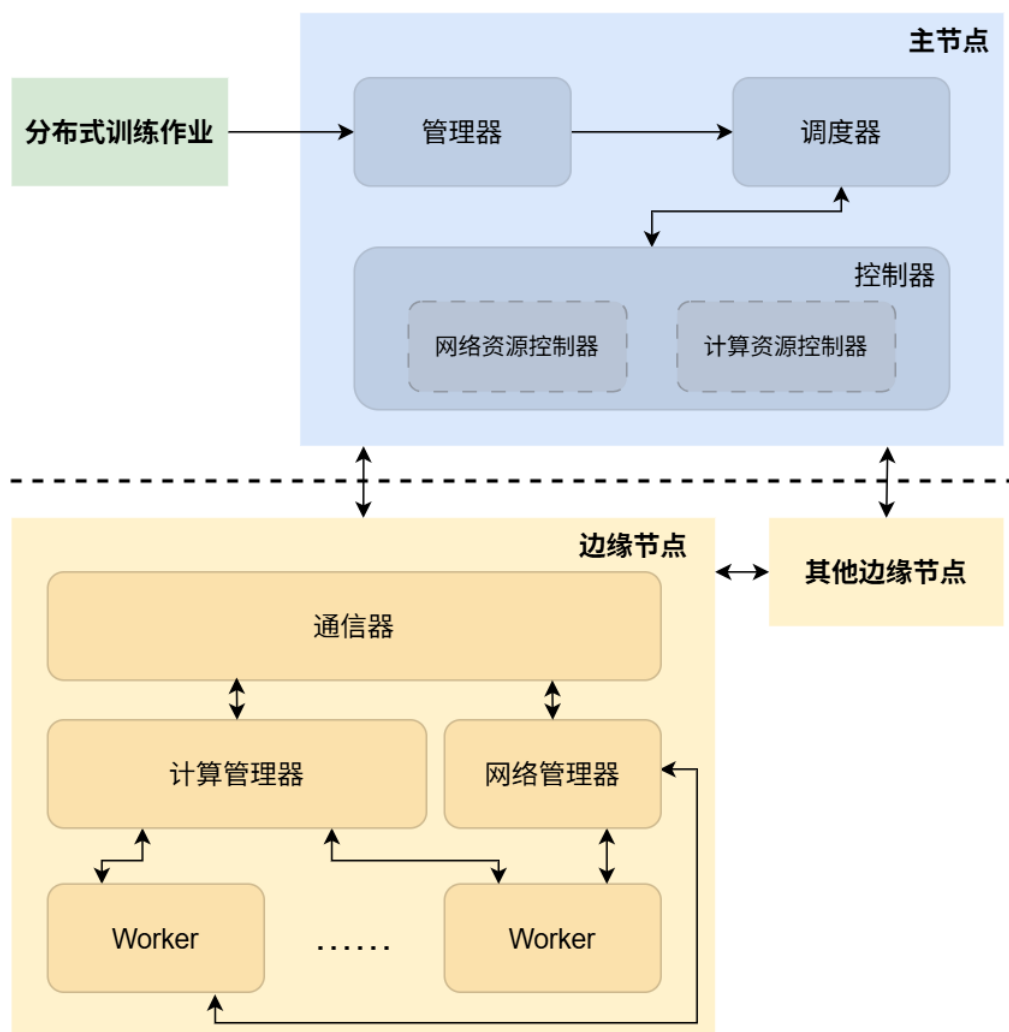 主节点
分布式训练作业
管理器
调度器
控制器
网络资源控制器
计算资源控制器
边缘节点
其他边缘节点
通信器
计算管理器
网络管理器
Worker
......
Worker